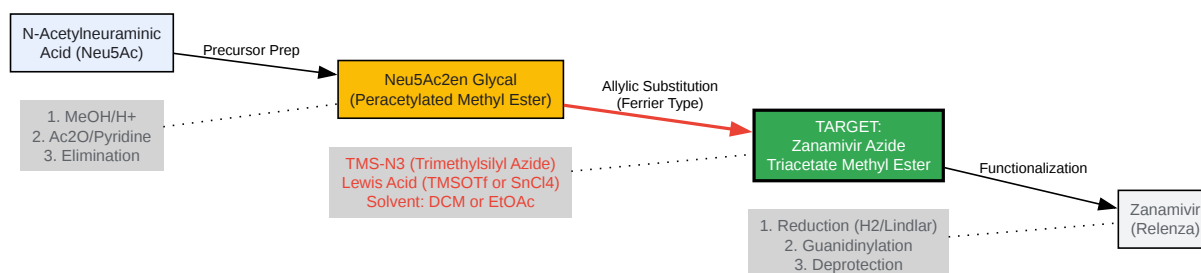 N-Acetylneuraminic
Acid (Neu5Ac)
Precursor Prep
1. MeOH/H+
2. Ac2O/Pyridine
3. Elimination
Neu5Ac2en Glycal
(Peracetylated Methyl Ester)
Allylic Substitution
(Ferrier Type)
TMS-N3 (Trimethylsilyl Azide)
Lewis Acid (TMSOTf or SnCl4)
Solvent: DCM or EtOAc
TARGET:
Zanamivir Azide
Triacetate Methyl Ester
Functionalization
1. Reduction (H2/Lindlar)
2. Guanidinylation
3. Deprotection
Zanamivir
(Relenza)